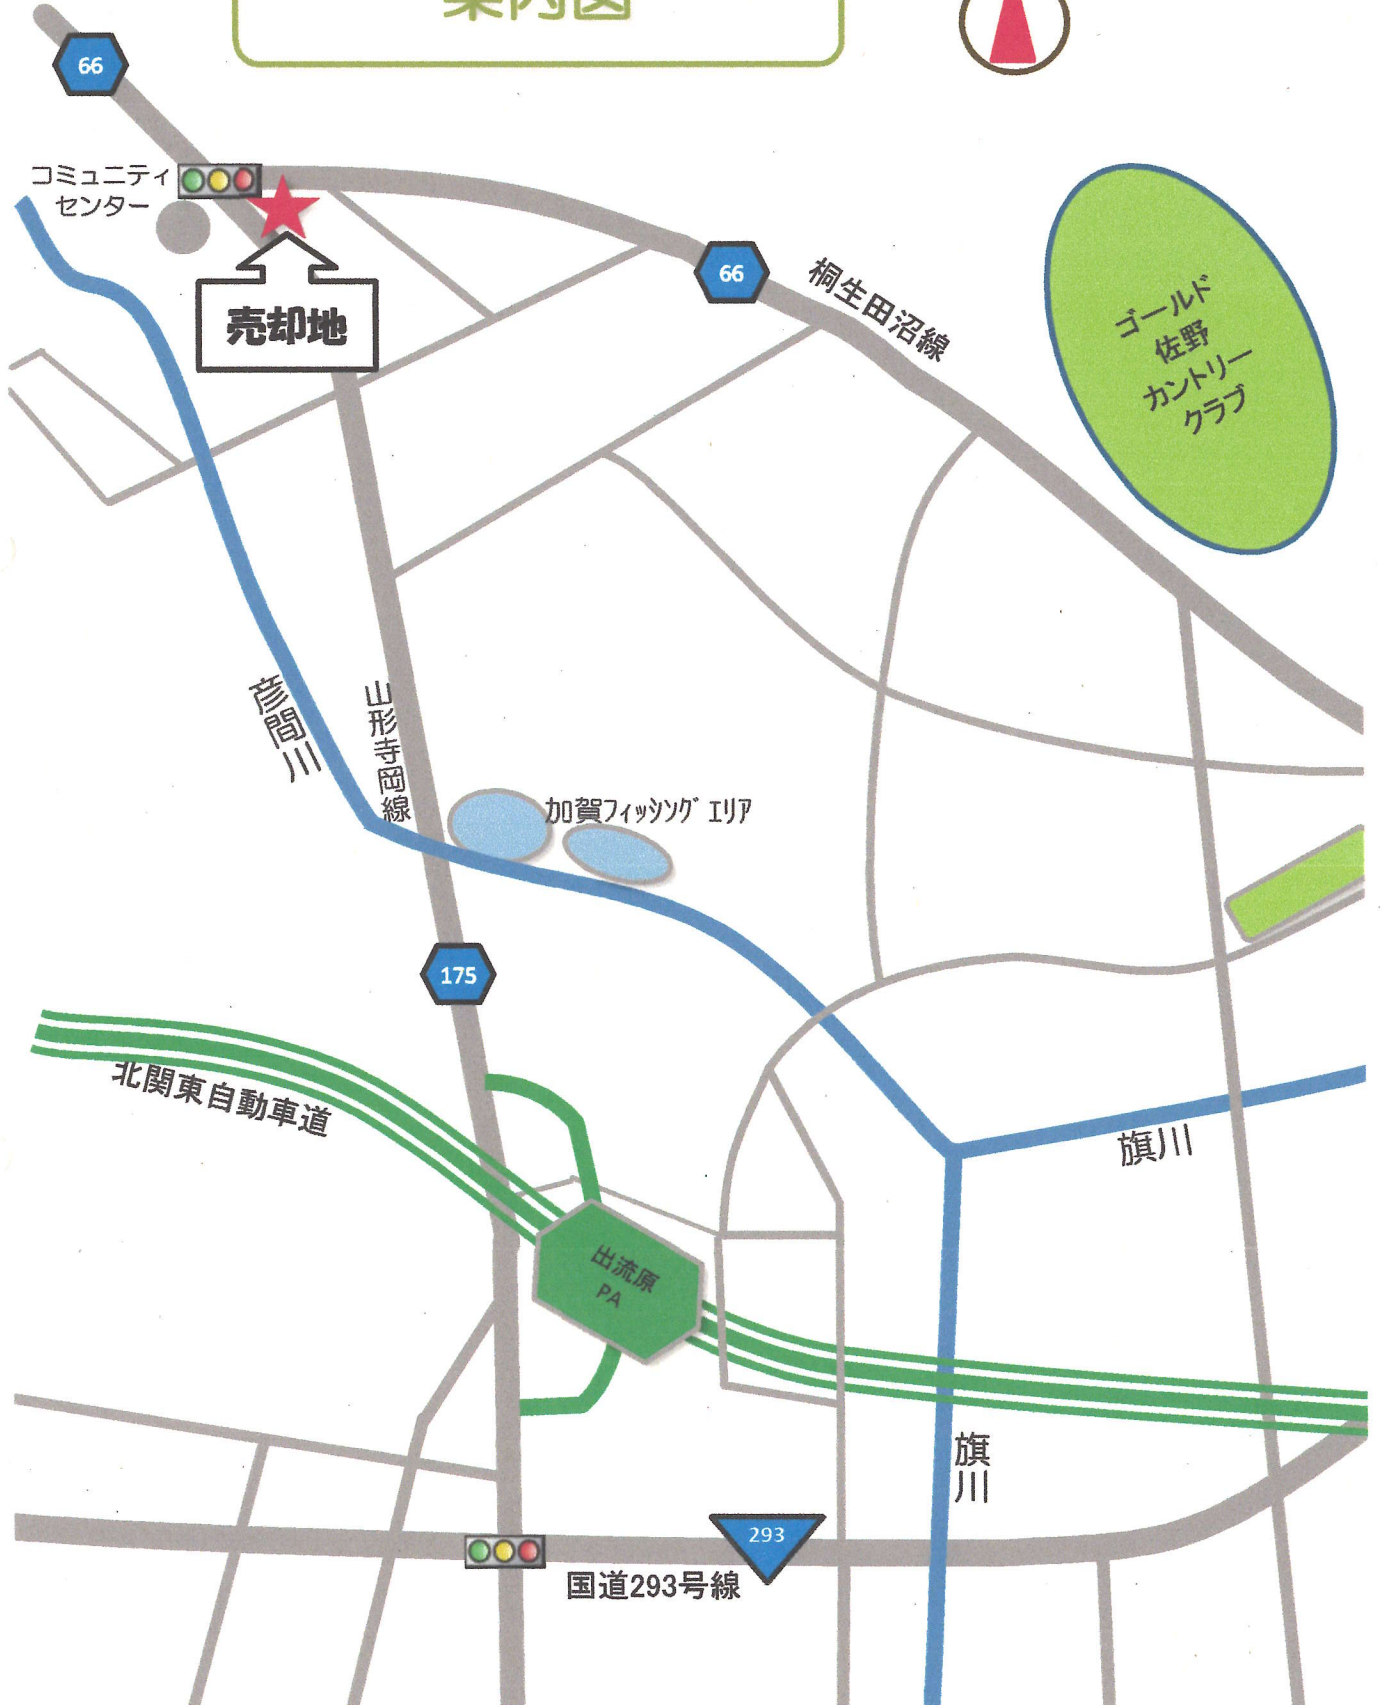 案内図
66
コミュニティ
センター
売却地
66
桐生田沼線
ゴールド
佐野
カントリー
クラブ
彦間川
山形寺岡線
加賀フィッシングエリア
175
北関東自動車道
旗川
出流原
PA
旗川
293
国道293号線